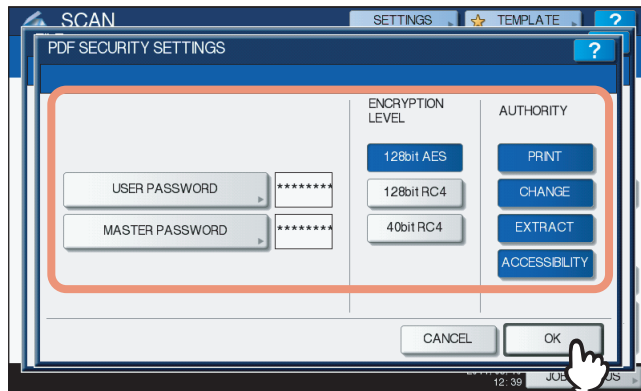 SCAN
SETTINGS
TEMPLATE
?
PDF SECURITY SETTINGS
?
ENCRYPTION
LEVEL
AUTHORITY
128bit AES
PRINT
USER PASSWORD
********
128bit RC4
CHANGE
MASTER PASSWORD
********
40bit RC4
EXTRACT
ACCESSIBILITY
CANCEL
OK
12:39